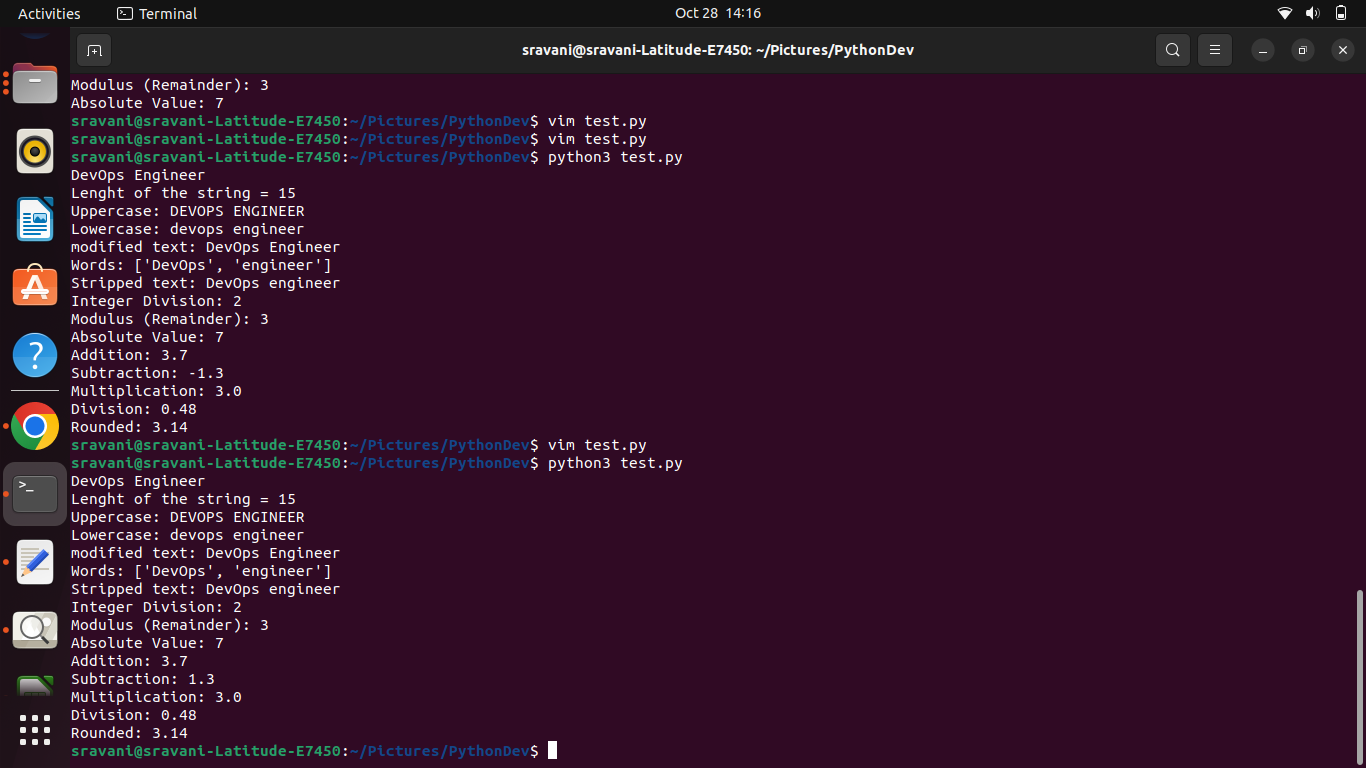 Activities
Terminal
Oct 28 14:16
sravani@sravani-Latitude-E7450: ~/Pictures/PythonDev
Modulus (Remainder): 3
Absolute Value: 7
sravani@sravani-Latitude-E7450:~/Pictures/PythonDev$ vim test.py
sravani@sravani-Latitude-E7450:~/Pictures/PythonDev$ vim test.py
sravani@sravani-Latitude-E7450:~/Pictures/PythonDev$ python3 test.py
DevOps Engineer
Lenght of the string = 15
Uppercase: DEVOPS ENGINEER
Lowercase: devops engineer
modified text: DevOps Engineer
Words: ['DevOps', 'engineer']
Stripped text: DevOps engineer
Integer Division: 2
Modulus (Remainder): 3
Absolute Value: 7
Addition: 3.7
Subtraction: -1.3
Multiplication: 3.0
Division: 0.48
Rounded: 3.14
sravani@sravani-Latitude-E7450:~/Pictures/PythonDev$ vim test.py
sravani@sravani-Latitude-E7450:~/Pictures/PythonDev$ python3 test.py
DevOps Engineer
Lenght of the string = 15
Uppercase: DEVOPS ENGINEER
Lowercase: devops engineer
modified text: DevOps Engineer
Words: ['DevOps', 'engineer']
Stripped text: DevOps engineer
Integer Division: 2
Modulus (Remainder): 3
Absolute Value: 7
Addition: 3.7
Subtraction: 1.3
Multiplication: 3.0
Division: 0.48
Rounded: 3.14
sravani@sravani-Latitude-E7450:~/Pictures/PythonDev$